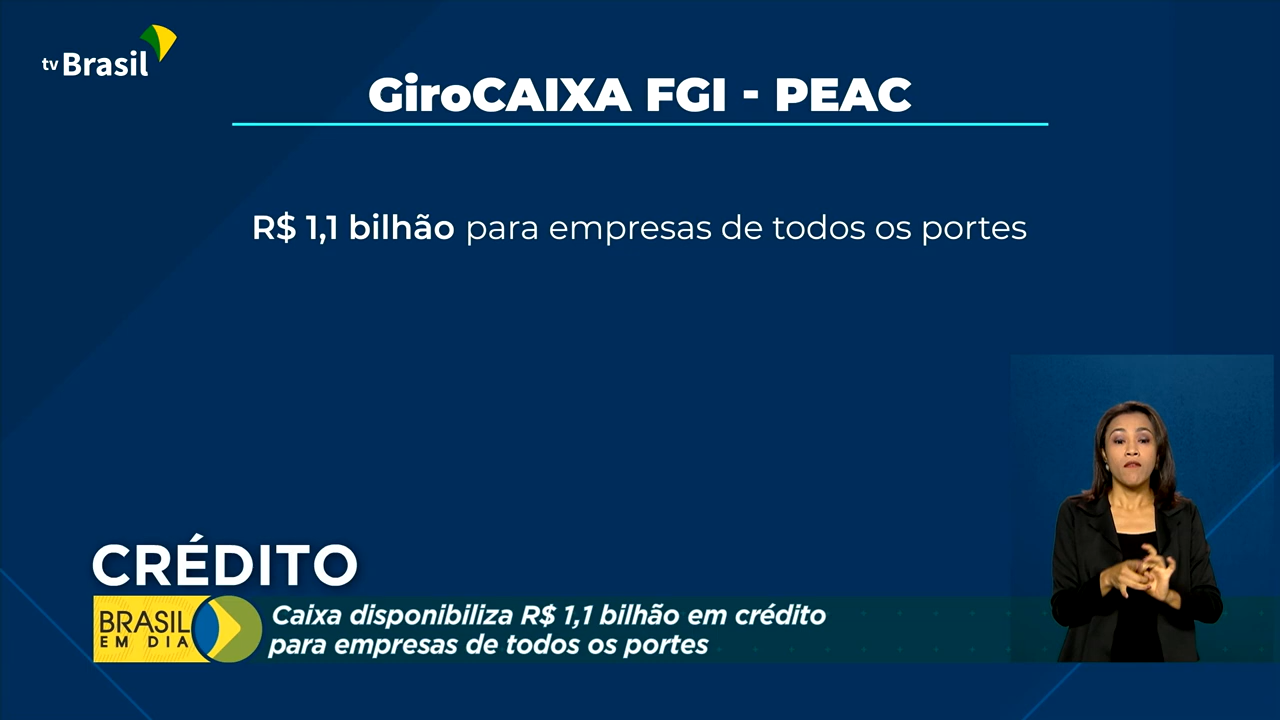 tv Brasil
GiroCAIXA FGI - PEAC
R$ 1,1 bilhão para empresas de todos os portes
CRÉDITO
BRASIL
EM DIA
Caixa disponibiliza R$ 1,1 bilhão em crédito
para empresas de todos os portes